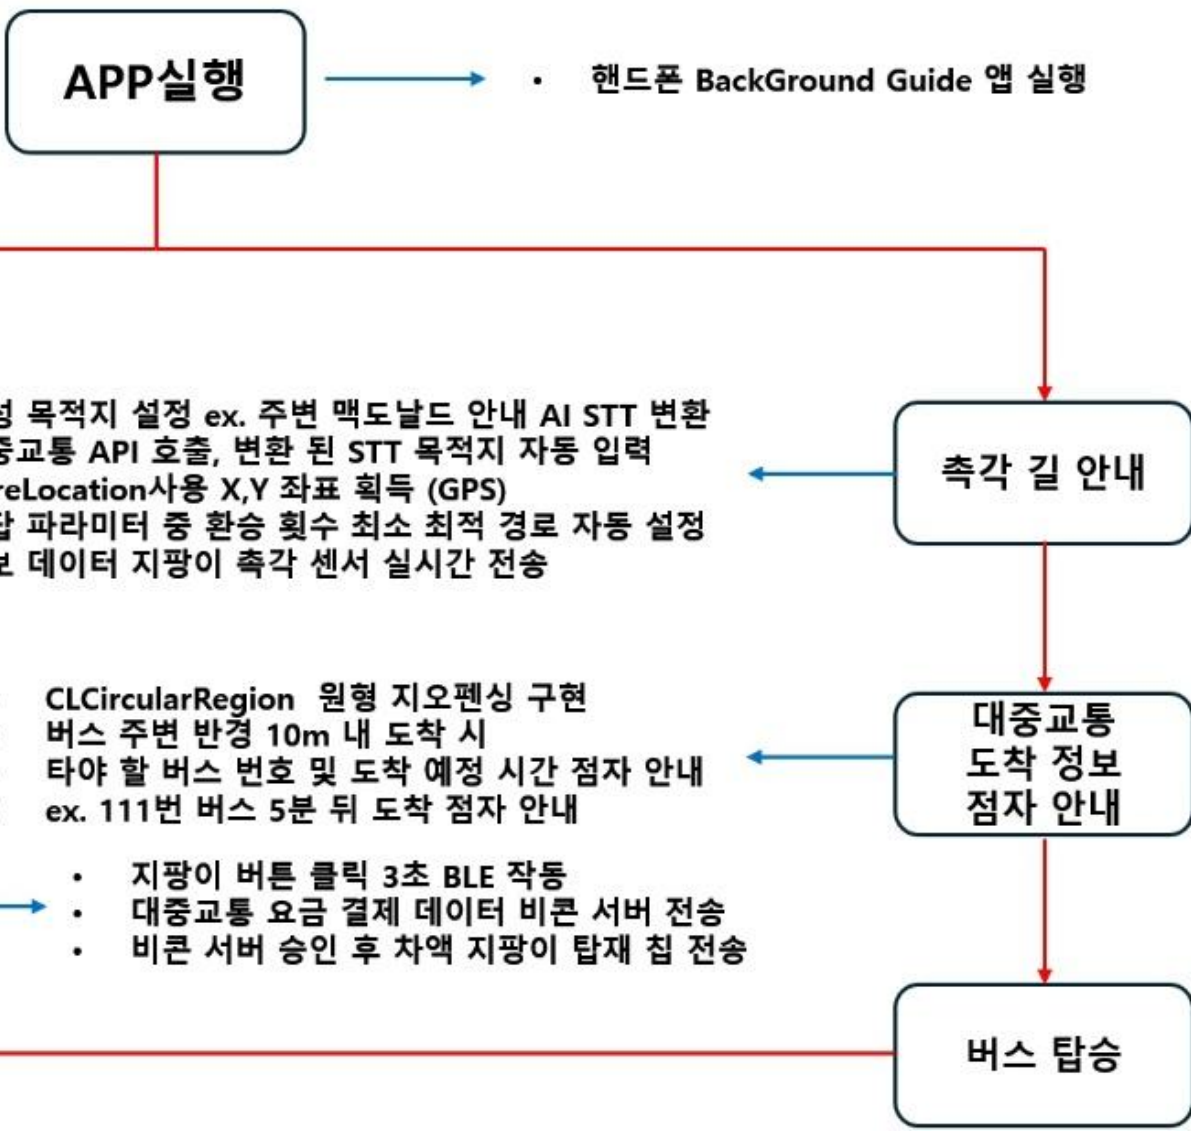 APP실행
• 핸드폰 BackGround Guide 앱 실행
목적지 설정 ex. 주변 맥도날드 안내 AI STT 변환
API 호출, 변환 된 STT 목적지 자동 입력
reLocation사용 X,Y 좌표 획득 (GPS)
파라미터 중 환승 횟수 최소 최적 경로 자동 설정
데이터 지팡이 촉각 센서 실시간 전송
촉각 길 안내
CLCircularRegion 원형 지오펜싱 구현
버스 주변 반경 10m 내 도착 시
타야 할 버스 번호 및 도착 예정 시간 점자 안내
ex. 111번 버스 5분 뒤 도착 점자 안내
대중교통
도착 정보
점자 안내
• 지팡이 버튼 클릭 3초 BLE 작동
• 대중교통 요금 결제 데이터 비콘 서버 전송
• 비콘 서버 승인 후 차액 지팡이 탑재 칩 전송
버스 탑승